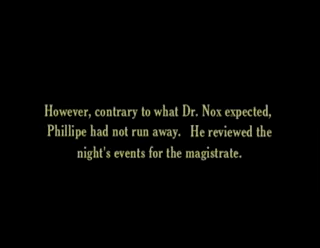 However, contrary to what Dr. Nox expected,
Phillipe had not run away. He reviewed the
night's events for the magistrate.